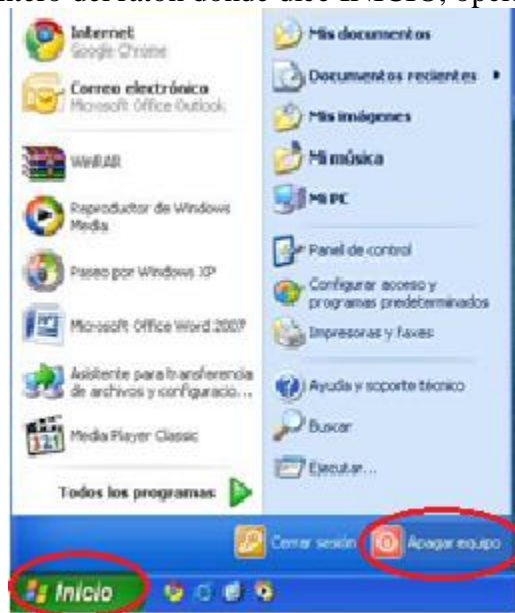 Internet
Google Chrome
Correo electrónico
Microsoft Office Outlook
WinRAR
Reproductor de Windows
Media
Paseo por Windows XP
Microsoft Office Word 2007
Asistente para transferencia
de archivos y configuracio...
Media Player Classic
Todos los programas
Mis documentos
Documentos recientes
Mis imágenes
Mi música
Mi PC
Panel de control
Configurar acceso y
programas predeterminados
Impresoras y faxes
Ayuda y soporte técnico
Buscar
Ejecutar...
Cerrar sesión
Apagar equipo
Inicio